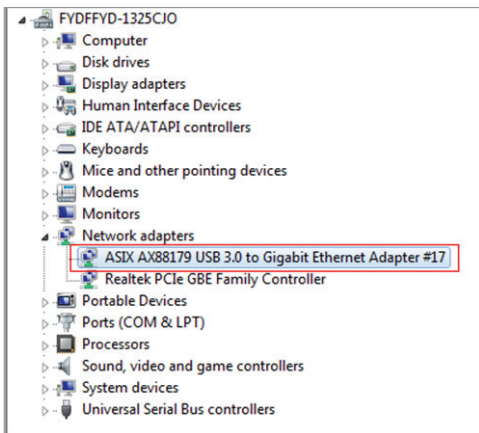 FYDFFYD-1325CJO
Computer
Disk drives
Display adapters
Human Interface Devices
IDE ATA/ATAPI controllers
Keyboards
Mice and other pointing devices
Modems
Monitors
Network adapters
ASIX AX88179 USB 3.0 to Gigabit Ethernet Adapter #17
Realtek PCIe GBE Family Controller
Portable Devices
Ports (COM & LPT)
Processors
Sound, video and game controllers
System devices
Universal Serial Bus controllers